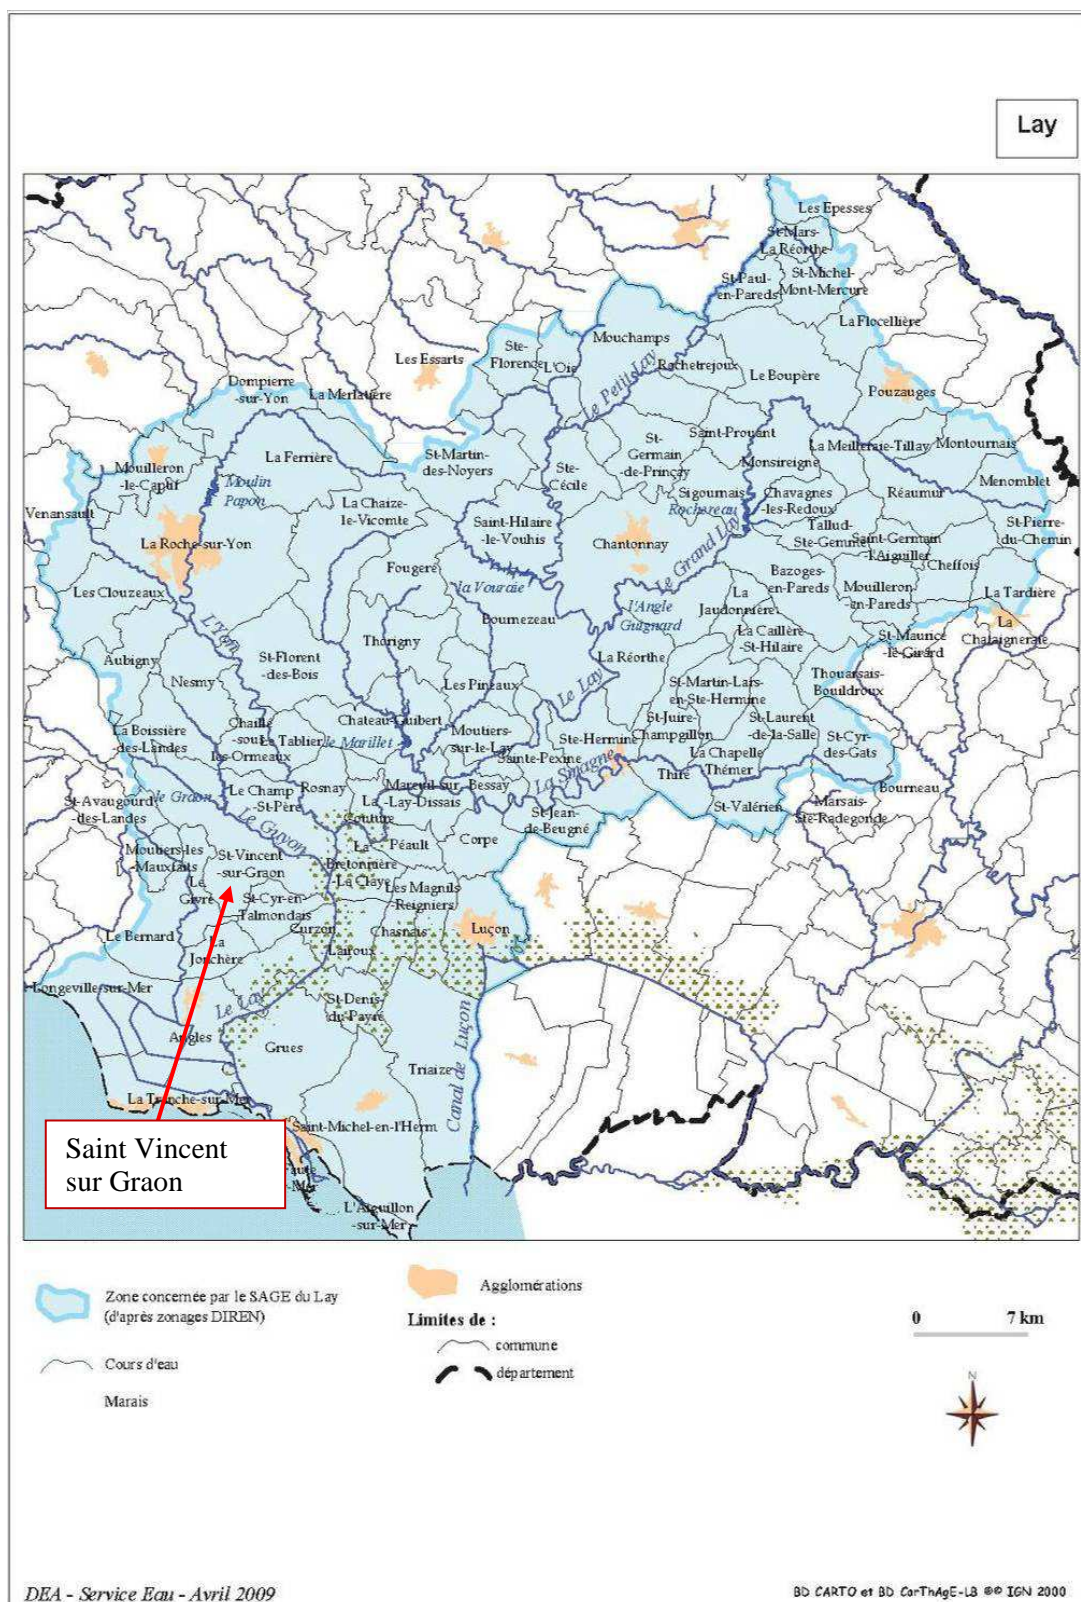 Lay
Les Epesses
St-Mars-
La Réorthe
St-Paul-
en-Pareds
St-Michel-
Mont-Mercure
La Flocellière
Mouchamps
Ste-
Florence
L'Oie
Les Essarts
Rochetrejoux
Le Boupère
Le Petit Lay
Pouzauges
Dompierre
-sur-Yon
La Merlatière
St-Martin-
des-Noyers
La Ferrière
Mouilleron
-le-Captif
Moulin
Papon
Venansault
La Roche-sur-Yon
La Chaize-
le-Vicomte
Ste-
Cécile
St-
Germain
-de-Prinçay
Saint-Prouant
Monsireigne
La Meilleraie-Tillay
Montournais
Menomblet
Réaumur
Sigournais
Rochereau
Chavagnes
-les-Redoux
Saint-Hilaire
-le-Vouhis
Chantonnay
Le Grand Lay
Tallud-
Ste-Gemme
Saint-Germain
-l'Aiguiller
St-Pierre-
du-Chemin
Cheffois
Fougeré
la Vouraie
Bazoges-
en-Pareds
Mouilleron
-en-Pareds
La Tardière
La
Chataigneraie
Les Clouzeaux
L'Yon
Bournezeau
l'Angle
Guignard
La
Jaudonnière
La Caillère
-St-Hilaire
St-Maurice
-le-Girard
Thorigny
La Réorthe
Aubigny
Nesmy
St-Florent
-des-Bois
Les Pineaux
Le Lay
St-Martin-Lars-
en-Ste-Hermine
Thouarsais-
Bouildroux
La Boissière
-des-Landes
Chaillé
-sous-
les-Ormeaux
Le Tablier
Chateau-Guibert
le Marillet
Moutiers-
sur-le-Lay
Ste-Hermine
St-Juire-
Champgillon
St-Laurent
-de-la-Salle
St-Cyr
-des-Gats
Sainte-Pexine
La Smagne
La Chapelle
Thémer
Thiré
Bourneau
St-Avaugourd
-des-Landes
le Graon
Le Champ
-St-Père
Rosnay
Mareuil-sur
-Lay-Dissais
Bessay
St-Jean-
de-Beugné
St-Valérien
Marsais-
Ste-Radegonde
Le Guyon
La
Couture
Péault
Corpe
Moutiers-les
-Mauxfaits
St-Vincent
-sur-Graon
La
Bretonnière
-La Claye
Le
Givre
St-Cyr-en-
Talmondais
Les Magnils
-Reigniers
Curzon
Chasnais
Luçon
Le Bernard
La
Jonchère
Lairoux
Longeville-sur-Mer
Le Lay
St-Denis-
du-Payré
Angles
Grues
Triaize
Canal de Luçon
La Tranche-sur-Mer
Saint-Michel-en-l'Herm
L'Aiguillon
-sur-Mer
Saint Vincent
sur Graon
Zone concernée par le SAGE du Lay
(d'après zonages DIREN)
Cours d'eau
Marais
Agglomérations
Limites de :
commune
département
0 7 km
N
DEA - Service Eau - Avril 2009
BD CARTO et BD CarThAgE-LB ©© IGN 2000